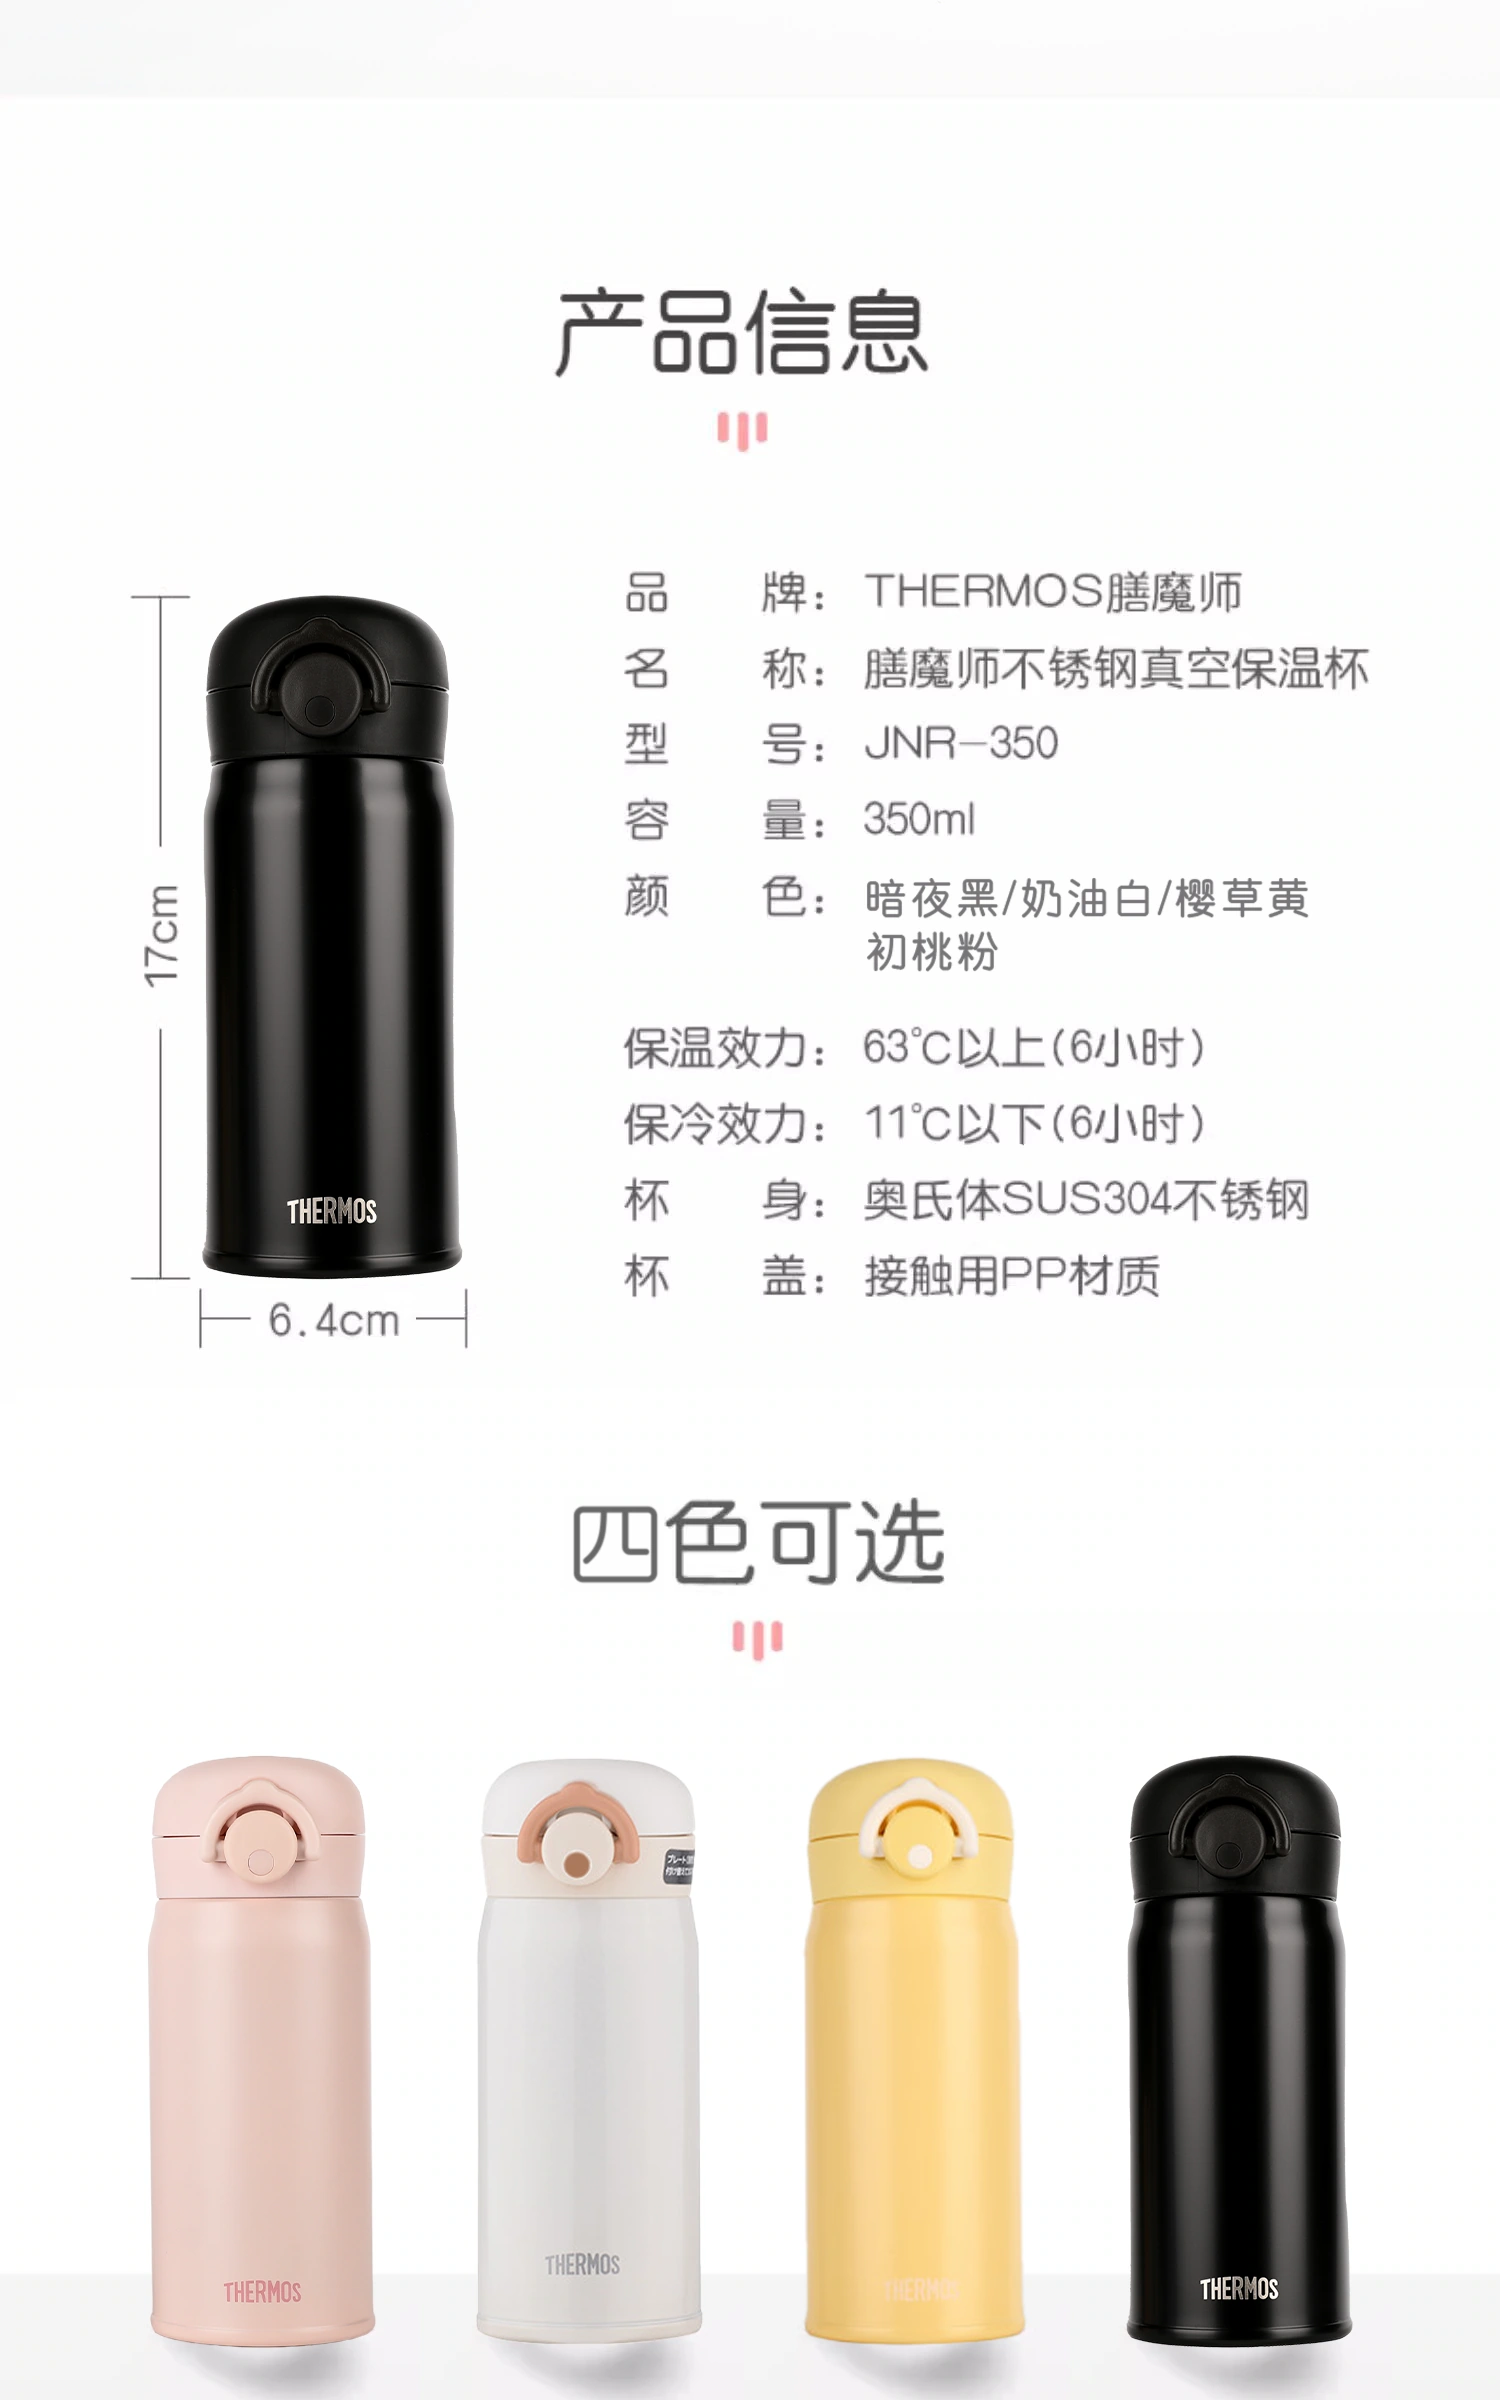 产品信息
品牌：THERMOS膳魔师
名称：膳魔师不锈钢真空保温杯
型号：JNR-350
容量：350ml
颜色：暗夜黑/奶油白/樱草黄
初桃粉
保温效力：63℃以上(6小时)
保冷效力：11℃以下(6小时)
杯身：奥氏体SUS304不锈钢
杯盖：接触用PP材质
17cm
THERMOS
6.4cm
四色可选
THERMOS
THERMOS
THERMOS
THERMOS